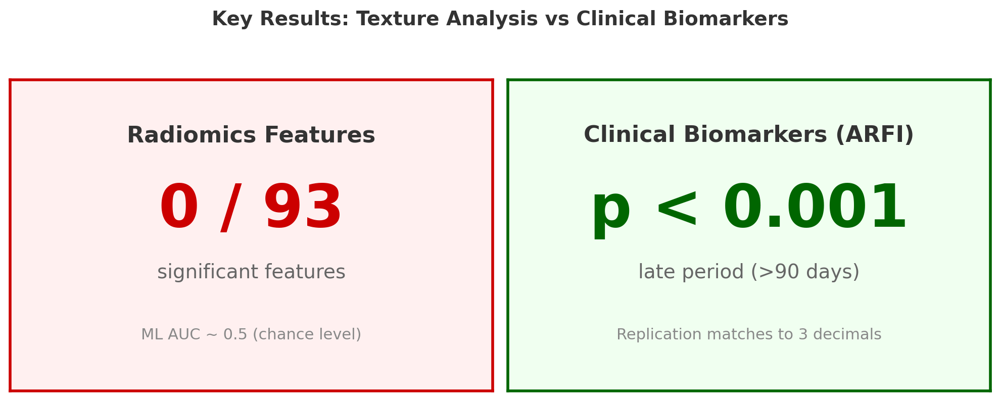 Key Results: Texture Analysis vs Clinical Biomarkers
Radiomics Features
0 / 93
significant features
ML AUC ~ 0.5 (chance level)
Clinical Biomarkers (ARFI)
p < 0.001
late period (>90 days)
Replication matches to 3 decimals